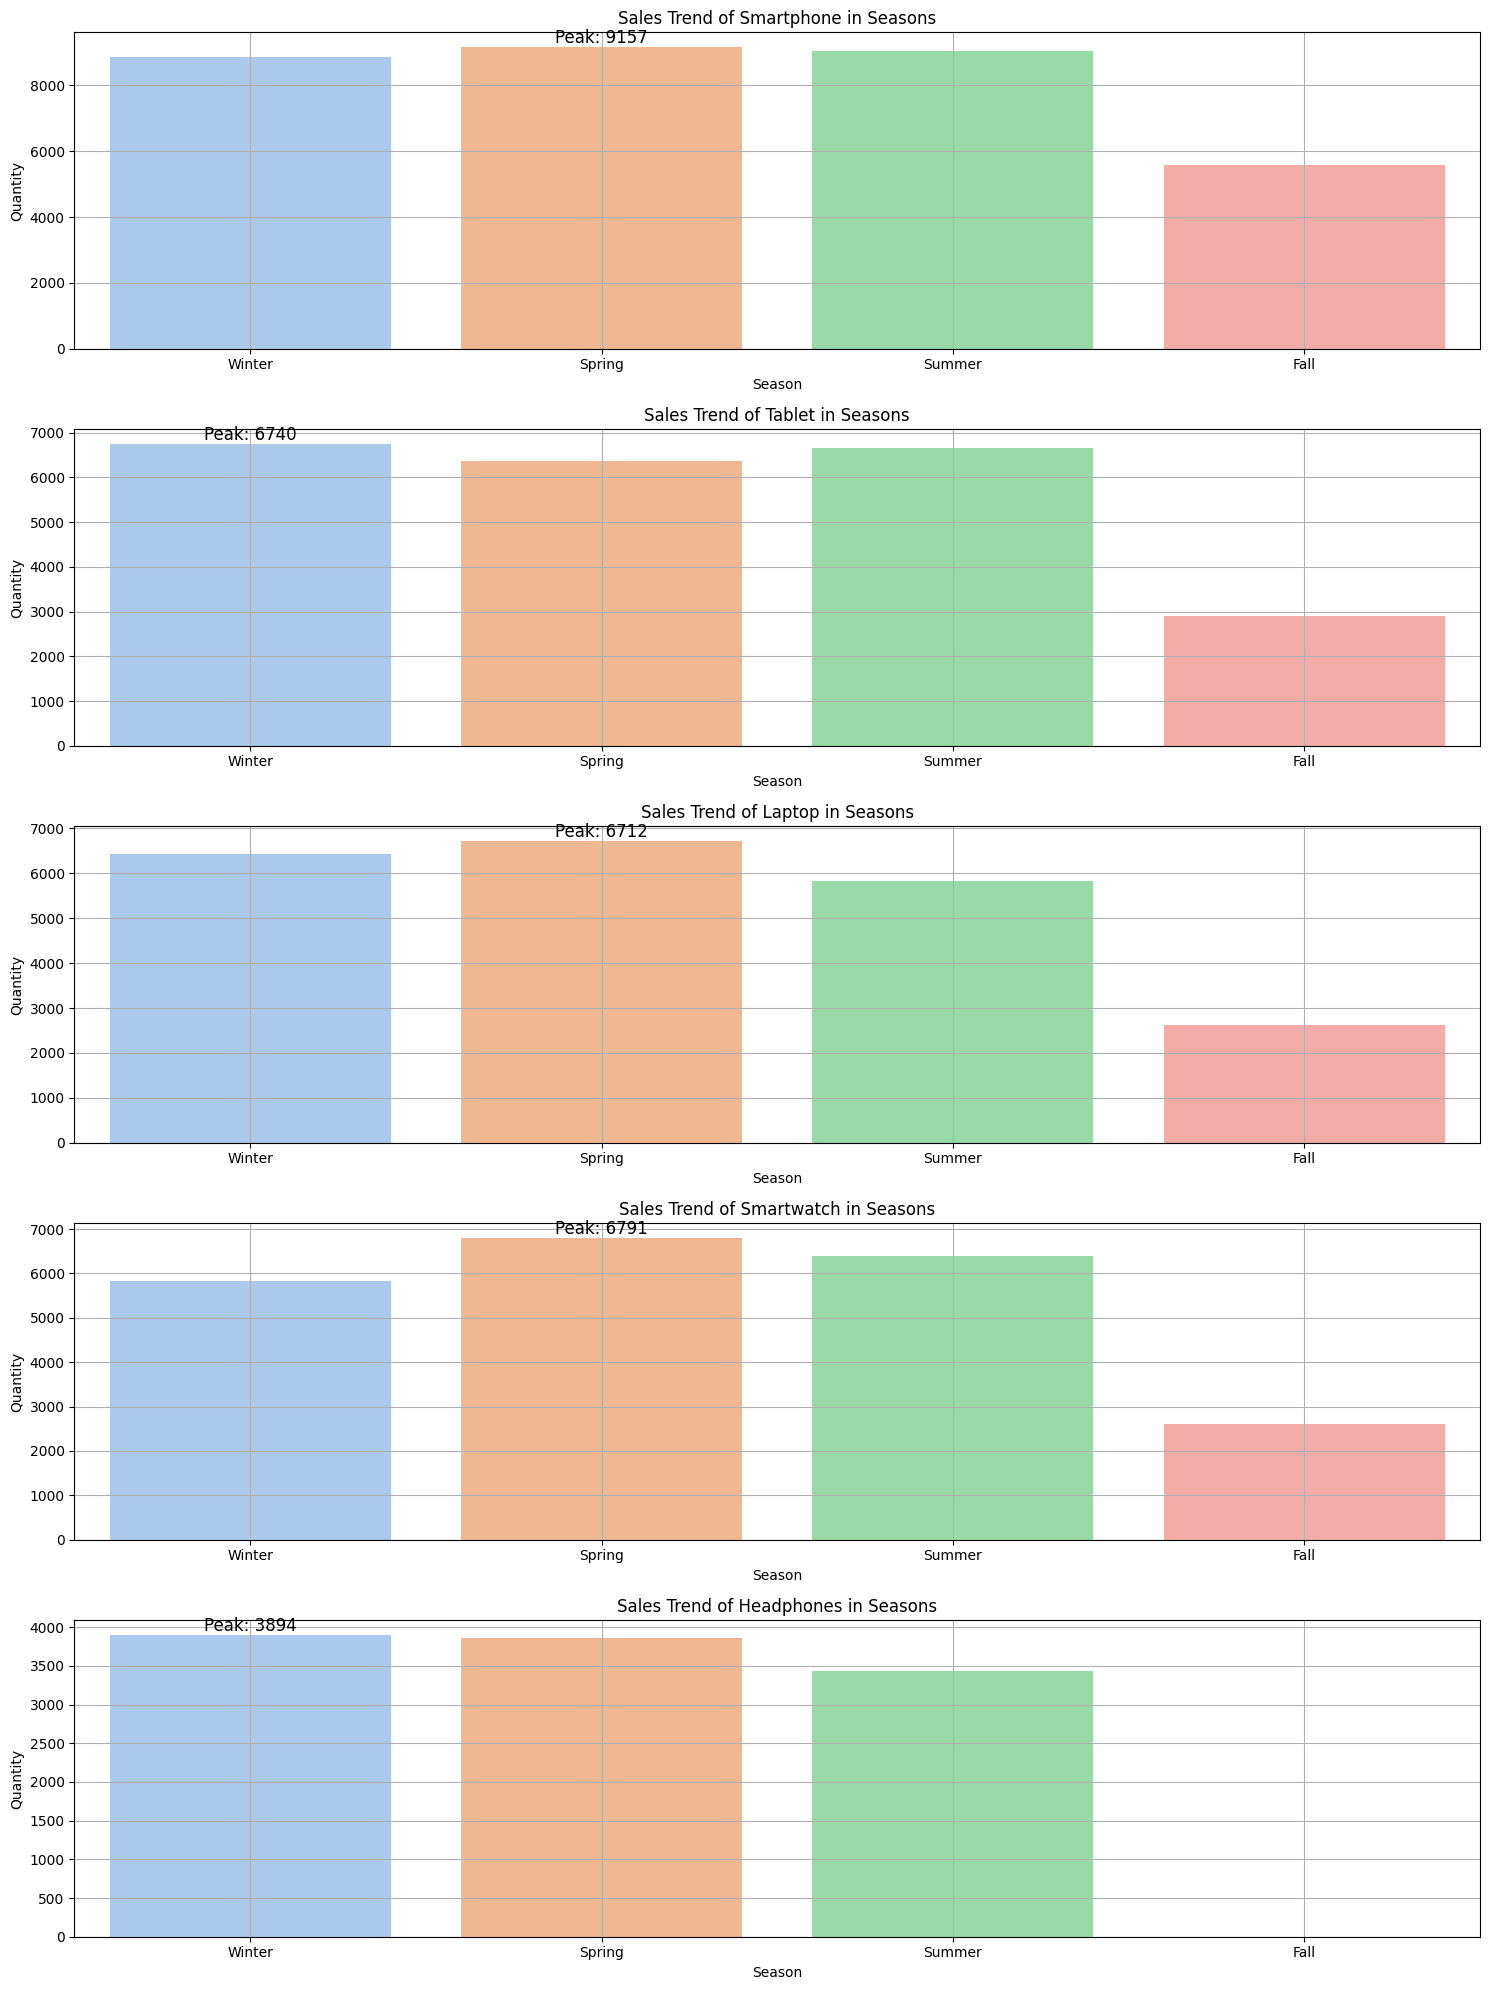 Sales Trend of Smartphone in Seasons
Peak: 9157
8000
6000
4000
2000
0
Quantity
Winter Spring Summer Fall
Season
Sales Trend of Tablet in Seasons
Peak: 6740
7000
6000
5000
4000
3000
2000
1000
0
Quantity
Winter Spring Summer Fall
Season
Sales Trend of Laptop in Seasons
Peak: 6712
7000
6000
5000
4000
3000
2000
1000
0
Quantity
Winter Spring Summer Fall
Season
Sales Trend of Smartwatch in Seasons
Peak: 6791
7000
6000
5000
4000
3000
2000
1000
0
Quantity
Winter Spring Summer Fall
Season
Sales Trend of Headphones in Seasons
Peak: 3894
4000
3500
3000
2500
2000
1500
1000
500
0
Quantity
Winter Spring Summer Fall
Season